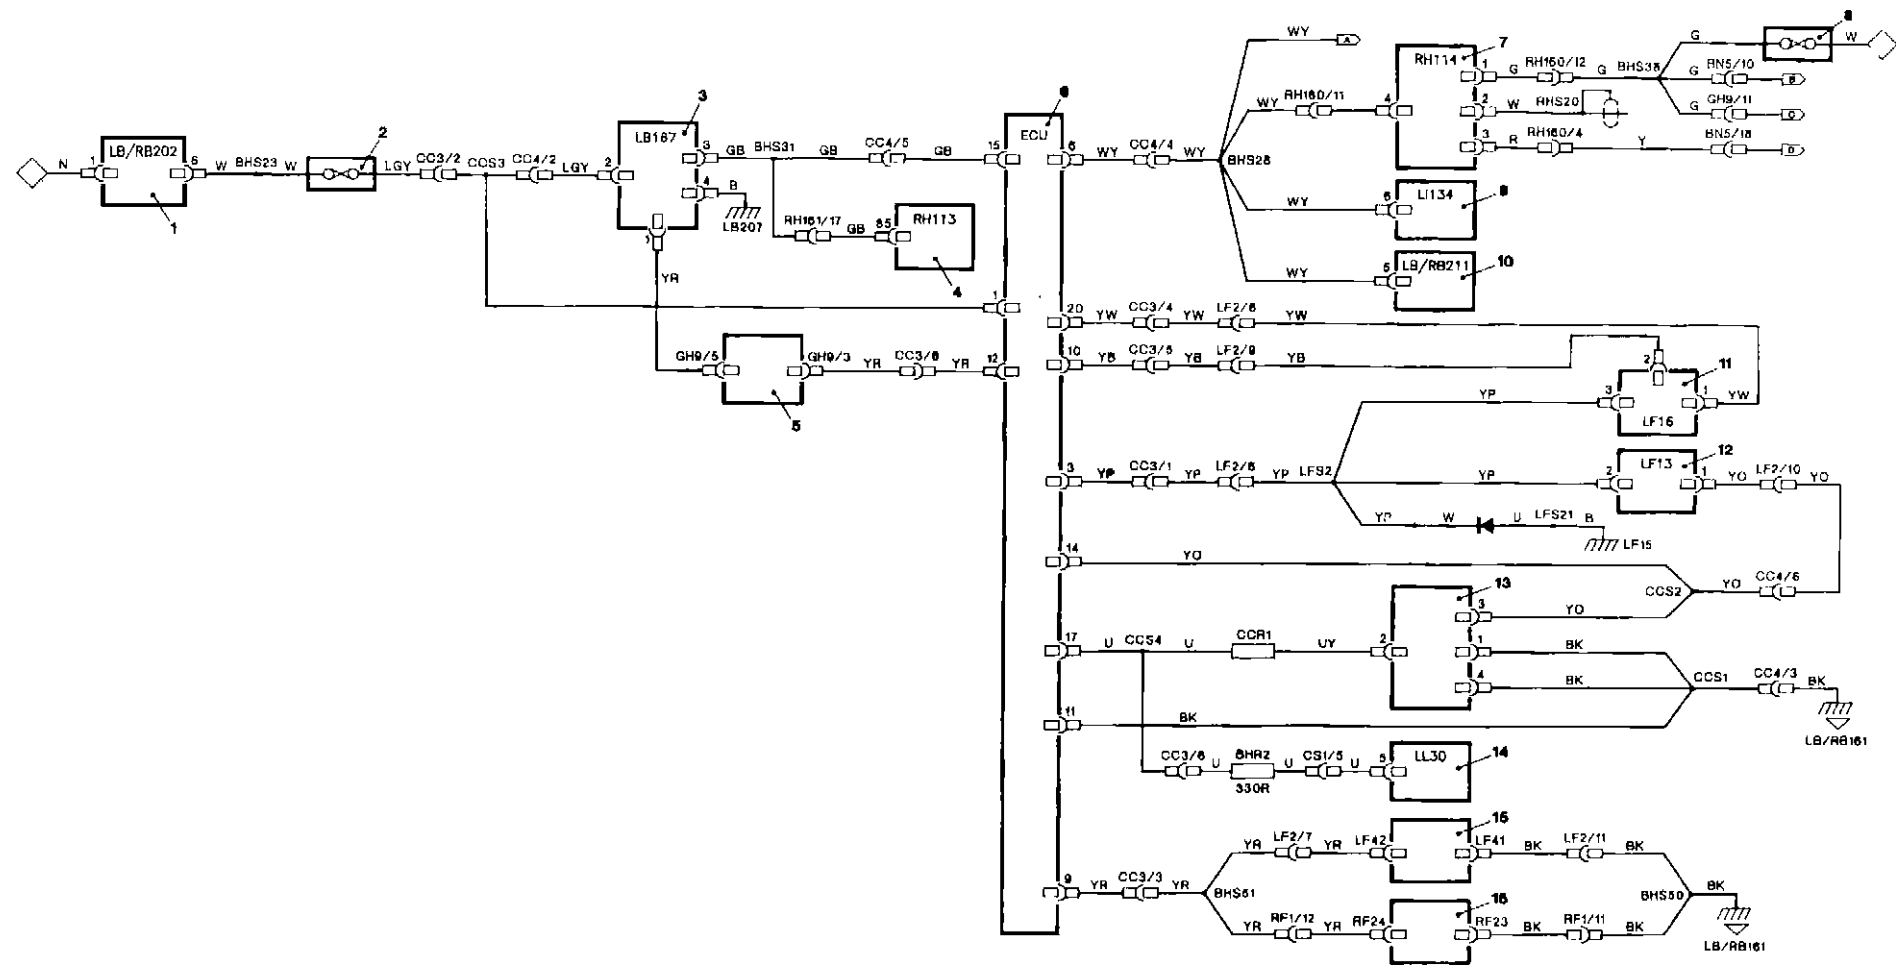 N
1
LB/RB202
6
W
BHS23
W
1
2
LGY
CC3/2
CCS3
CC4/2
LGY
2
LB167
3
3
GB
BHS31
GB
CC4/5
GB
15
4
B
LB207
1
YR
RH161/17
GB
85
RH113
4
1
GH9/5
GH9/3
YR
CC3/6
YR
12
5
6
ECU
6
WY
CC4/4
WY
BHS28
WY
A
WY
RH160/11
4
RH114
7
1
G
RH160/12
G
BHS38
G
W
8
G
BN5/10
B
G
GH9/11
C
2
W
RHS20
3
R
RH160/4
Y
BN5/18
D
WY
6
LI134
9
WY
5
LB/RB211
10
20
YW
CC3/4
YW
LF2/6
YW
10
YB
CC3/5
YB
LF2/9
YB
2
11
YP
3
1
YW
LF16
3
YP
CC3/1
YP
LF2/8
YP
LFS2
YP
2
LF13
12
1
YO
LF2/10
YO
YP
W
U
LFS21
B
LF15
14
YO
CCS2
YO
CC4/6
13
3
YO
17
U
CCS4
U
CCR1
UY
2
1
BK
4
BK
CCS1
CC4/3
BK
LB/RB161
11
BK
CC3/8
U
BHR2
U
CS1/5
U
5
LL30
14
330R
15
YR
LF2/7
YR
LF42
LF41
BK
LF2/11
BK
9
YR
CC3/3
YR
BHS51
BHS50
BK
LB/RB161
16
YR
RF1/12
YR
RF24
RF23
BK
RF1/11
BK